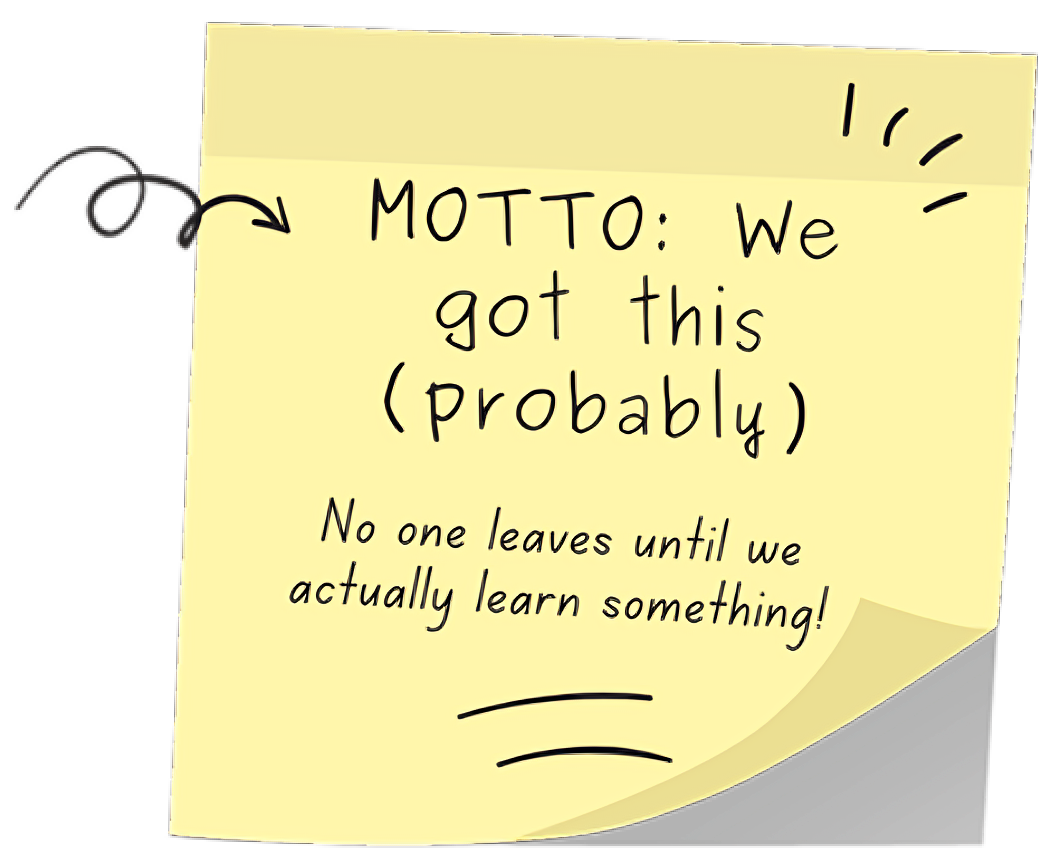 MOTTO: We
got this
(probably)
No one leaves until we
actually learn something!